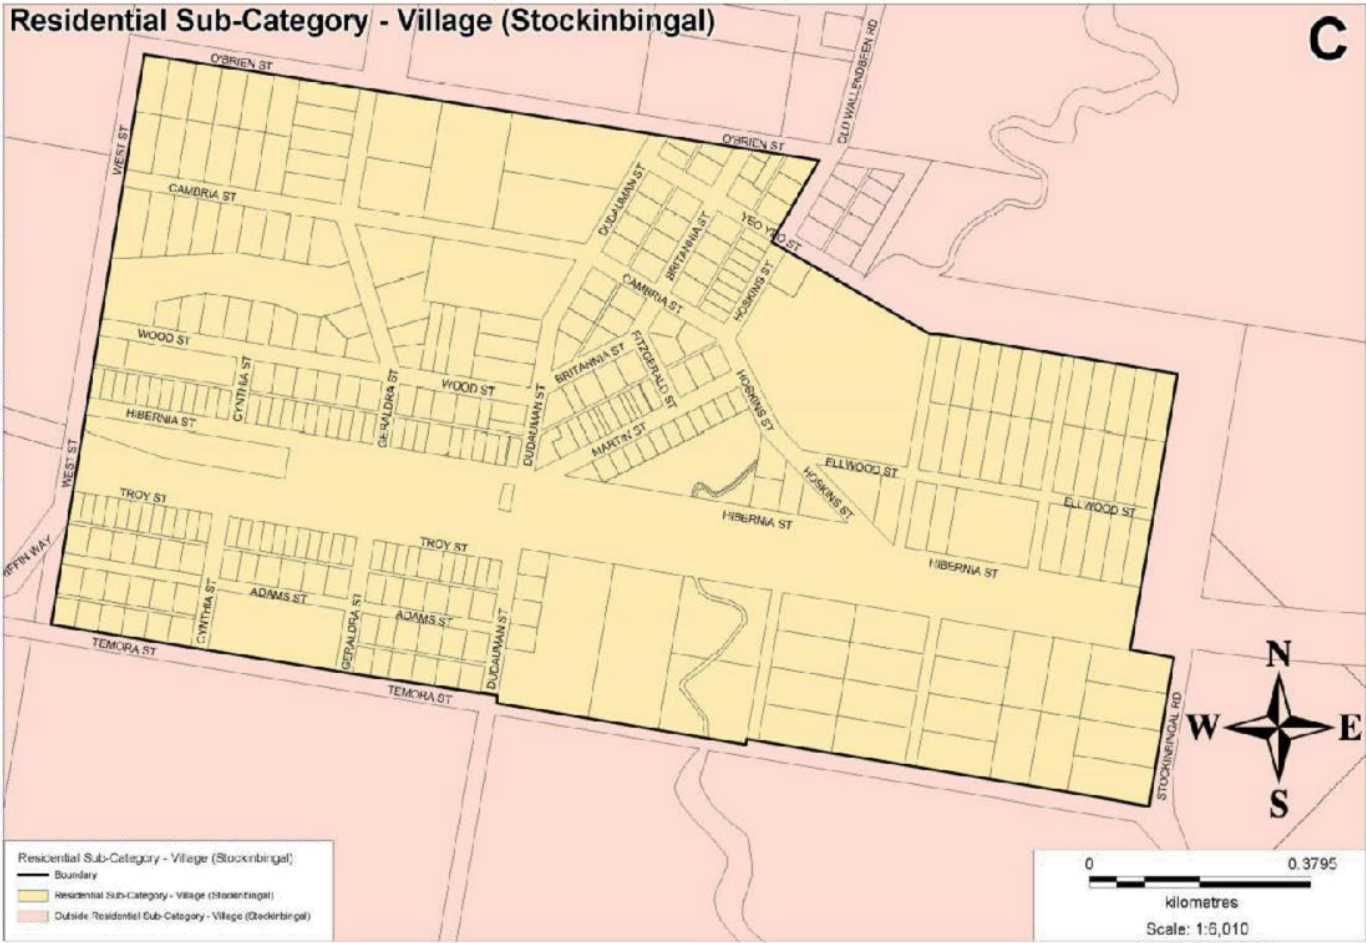 Residential Sub-Category - Village (Stockinbingal)
C
O'BRIEN ST
OLD WALLENDBEEN RD
O'BRIEN ST
WEST ST
CAMBRIA ST
DUDAUMAN ST
BRITANNIA ST
YEO YEO ST
CAMBRIA ST
HOSKINS ST
WOOD ST
FITZGERALD ST
BRITANNIA ST
CYNTHIA ST
WOOD ST
GERALDRA ST
DUDAUMAN ST
HOSKINS ST
HIBERNIA ST
MARTIN ST
WEST ST
ELLWOOD ST
HOSKINS ST
ELLWOOD ST
TROY ST
HIBERNIA ST
TROY ST
HIBERNIA ST
IFFIN WAY
ADAMS ST
CYNTHIA ST
GERALDRA ST
ADAMS ST
DUDAUMAN ST
TEMORA ST
TEMORA ST
STOCKINBINGAL RD
N
W
E
S
Residential Sub-Category - Village (Stockinbingal)
Boundary
Residential Sub-Category - Village (Stockinbingal)
Outside Residential Sub-Category - Village (Stockinbingal)
0 0.3795
kilometres
Scale: 1:6,010